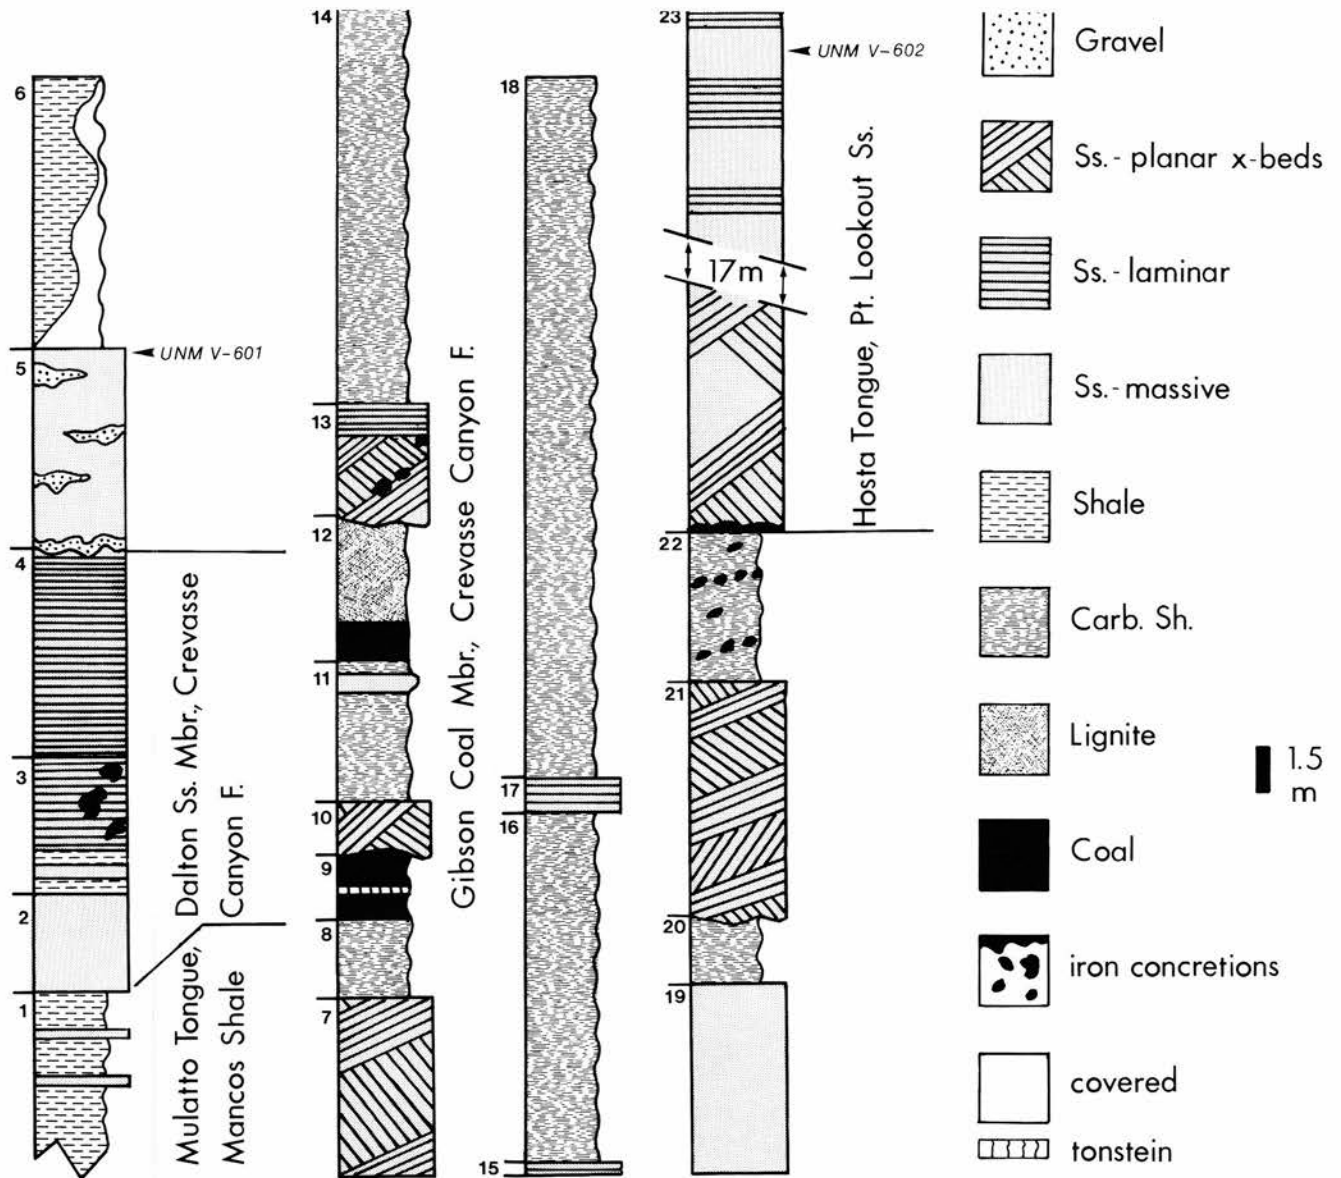 6
5
UNM V-601
4
3
2
1
Mulatto Tongue,
Mancos Shale
Dalton Ss. Mbr., Crevasse
Canyon F.
14
13
12
11
10
9
8
7
Gibson Coal Mbr., Crevasse Canyon F.
18
17
16
15
23
UNM V-602
17m
22
21
20
19
Hosta Tongue, Pt. Lookout Ss.
Gravel
Ss.- planar x-beds
Ss.- laminar
Ss.-massive
Shale
Carb. Sh.
Lignite
Coal
iron concretions
covered
tonstein
1.5
m